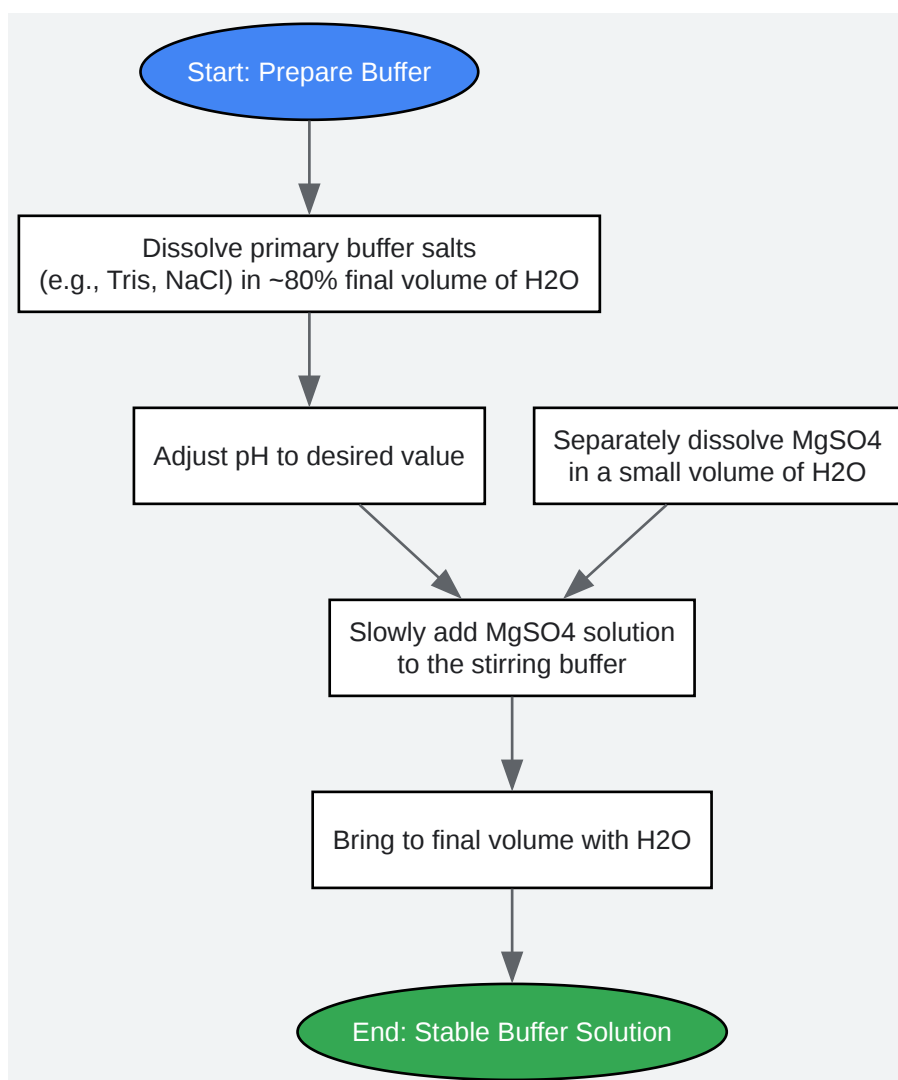 Start: Prepare Buffer
Dissolve primary buffer salts
(e.g., Tris, NaCl) in ~80% final volume of H2O
Adjust pH to desired value
Separately dissolve MgSO4
in a small volume of H2O
Slowly add MgSO4 solution
to the stirring buffer
Bring to final volume with H2O
End: Stable Buffer Solution